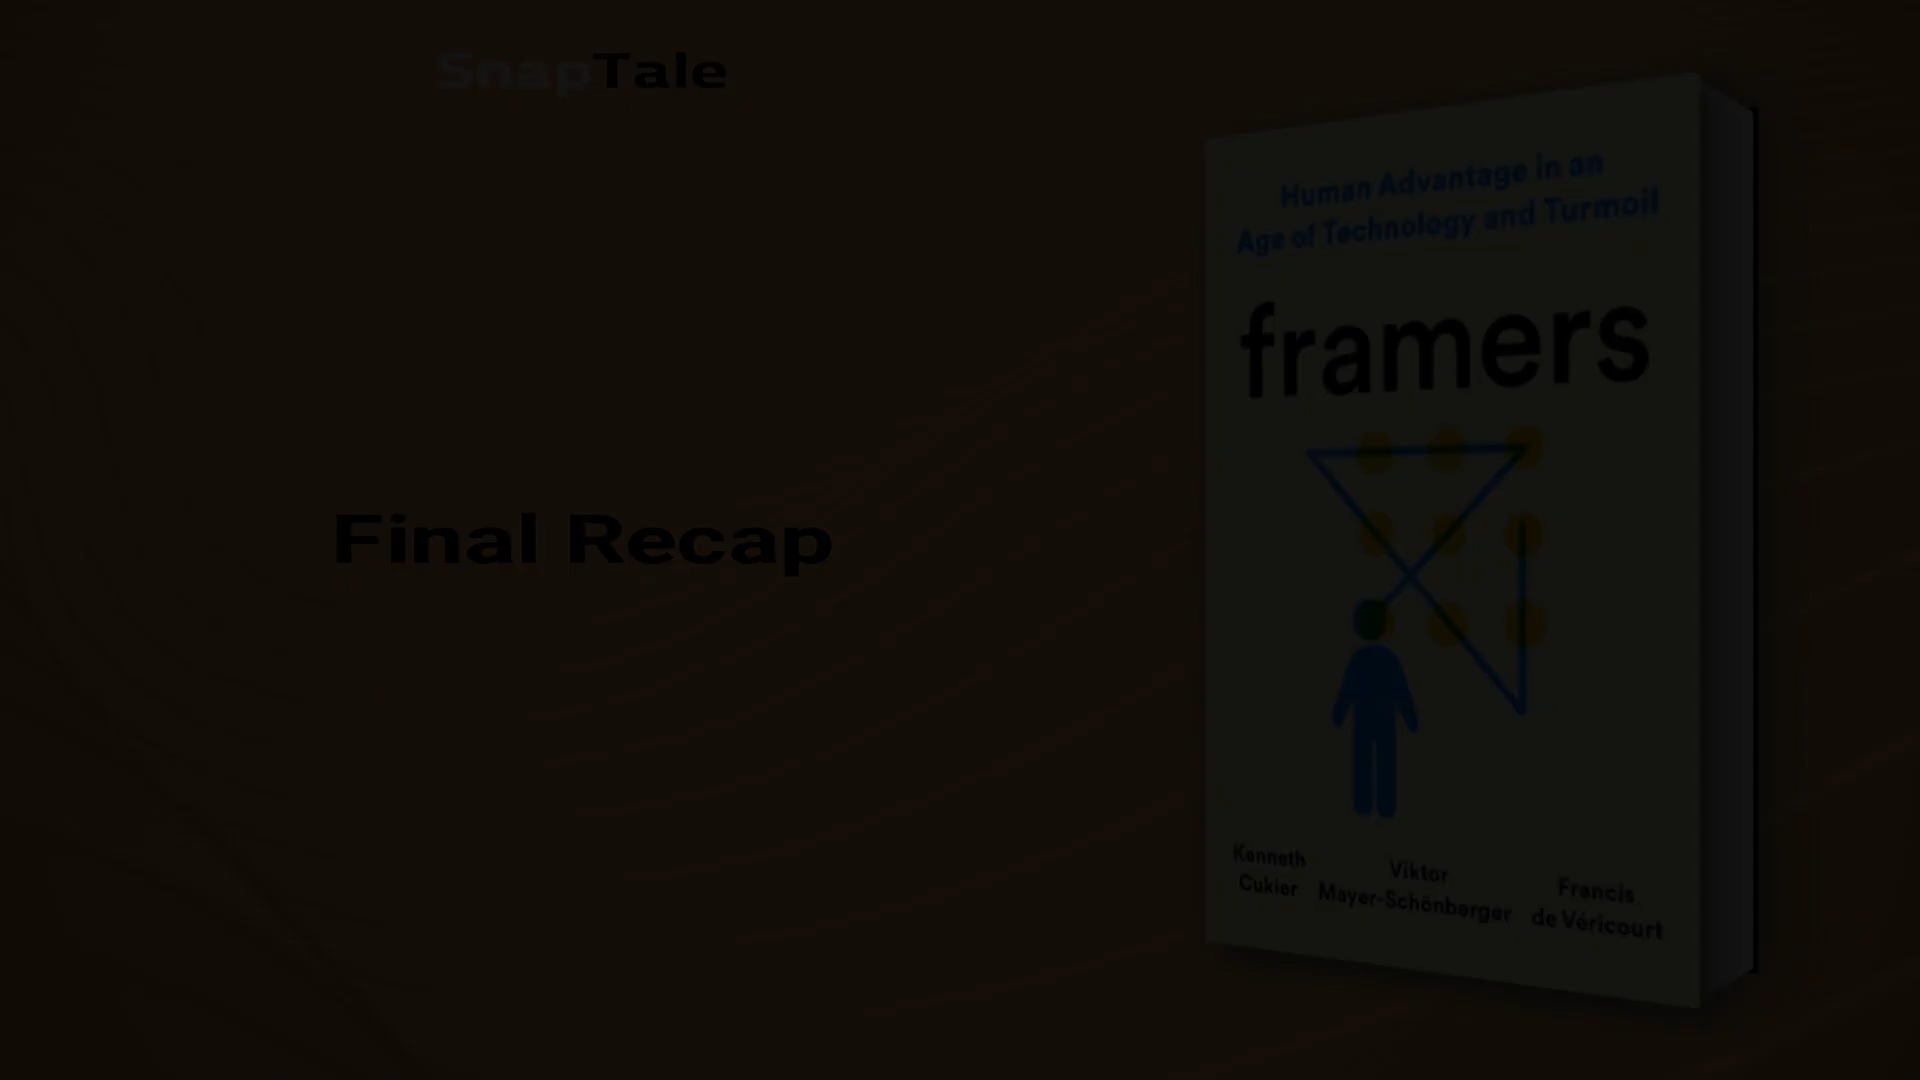 SnapTale
Final Recap
Human Advantage in an
Age of Technology and Turmoil
framers
Kenneth
Cukier
Viktor
Mayer-Schönberger
Francis
de Véricourt